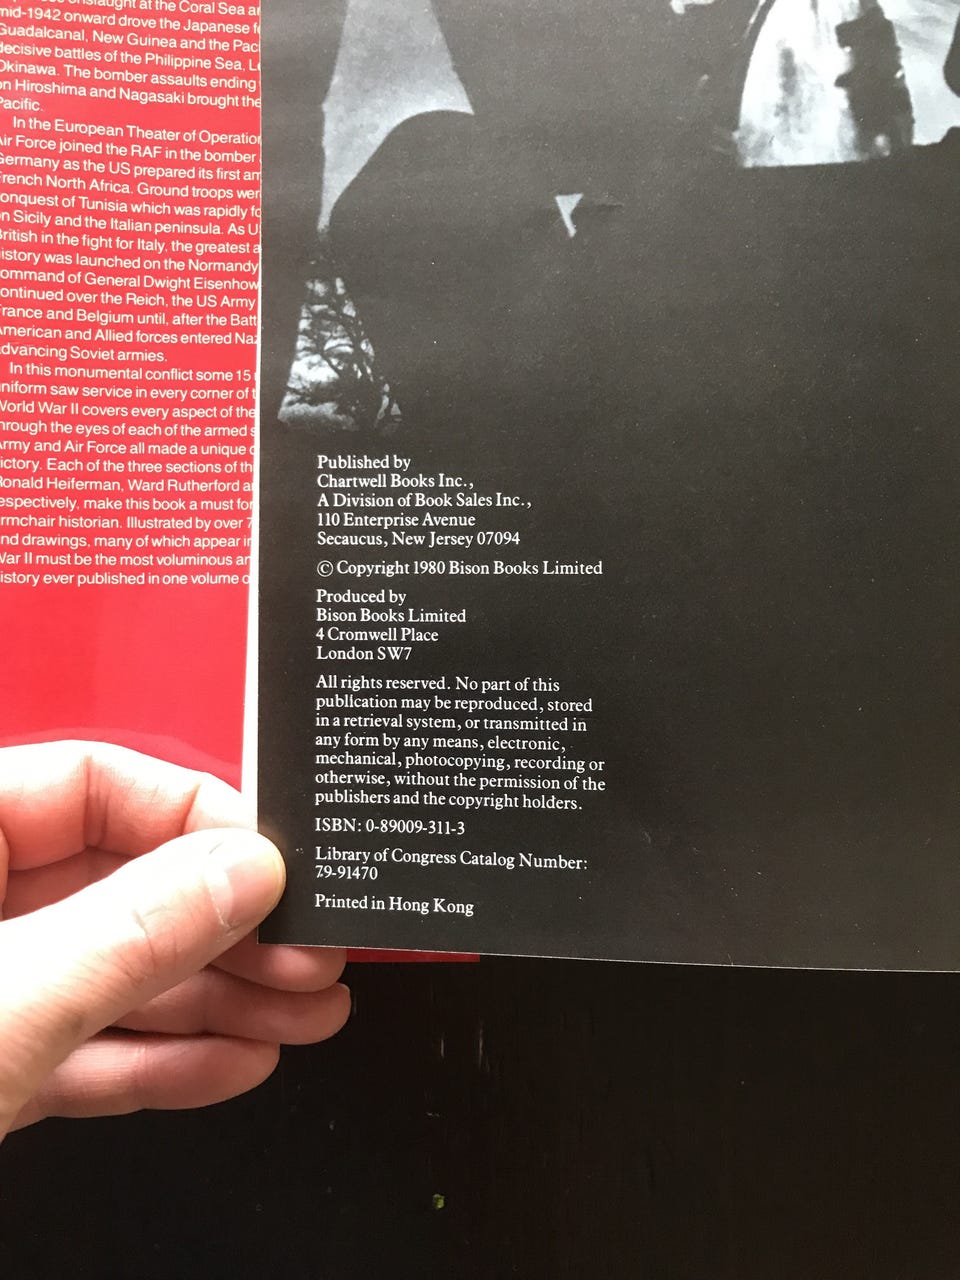 onslaught at the Coral Sea
mid-1942 onward drove the Japanese
Guadalcanal, New Guinea and the
decisive battles of the Philippine Sea,
Okinawa. The bomber assaults ending
on Hiroshima and Nagasaki brought the
Pacific.
In the European Theater of
Air Force joined the RAF in the bomber
Germany as the US prepared its first
French North Africa. Ground troops
conquest of Tunisia which was rapidly
on Sicily and the Italian peninsula. As
British in the fight for Italy, the greatest
history was launched on the Normandy
command of General Dwight
continued over the Reich, the US Army
France and Belgium until, after the
American and Allied forces entered
advancing Soviet armies.
In this monumental conflict some 15
uniform saw service in every corner of
World War II covers every aspect of the
through the eyes of each of the armed
Army and Air Force all made a unique
victory. Each of the three sections of
Ronald Heiferman, Ward Rutherford
respectively, make this book a must for
armchair historian. Illustrated by over
and drawings, many of which appear
War II must be the most voluminous
history ever published in one volume
Published by
Chartwell Books Inc.,
A Division of Book Sales Inc.,
110 Enterprise Avenue
Secaucus, New Jersey 07094
© Copyright 1980 Bison Books Limited
Produced by
Bison Books Limited
4 Cromwell Place
London SW7
All rights reserved. No part of this
publication may be reproduced, stored
in a retrieval system, or transmitted in
any form by any means, electronic,
mechanical, photocopying, recording or
otherwise, without the permission of the
publishers and the copyright holders.
ISBN: 0-89009-311-3
Library of Congress Catalog Number:
79-91470
Printed in Hong Kong